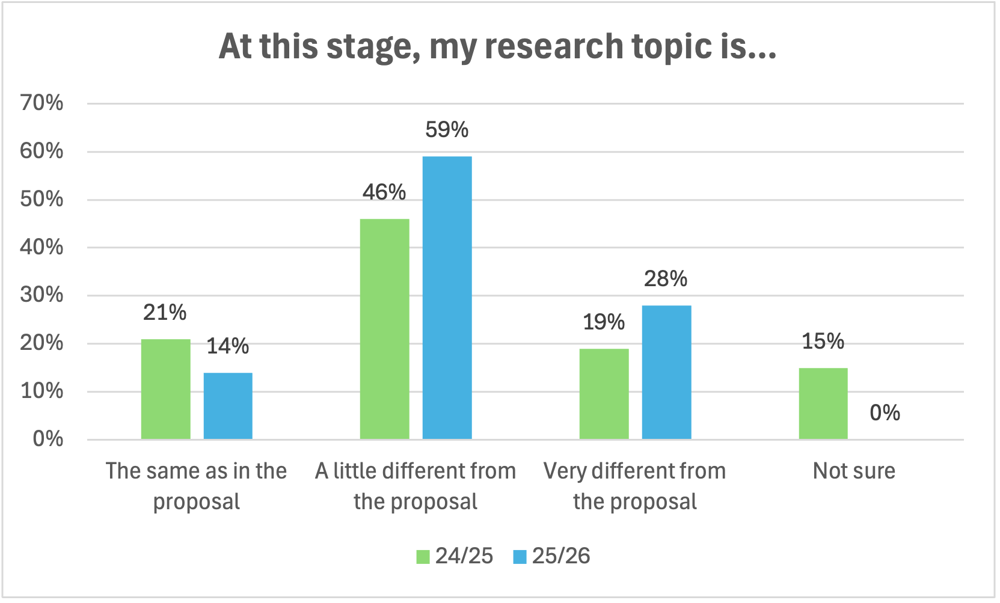 At this stage, my research topic is...
70%
60%
50%
40%
30%
20%
10%
0%
21%
14%
46%
59%
19%
28%
15%
0%
The same as in the
proposal
A little different from
the proposal
Very different from
the proposal
Not sure
24/25
25/26